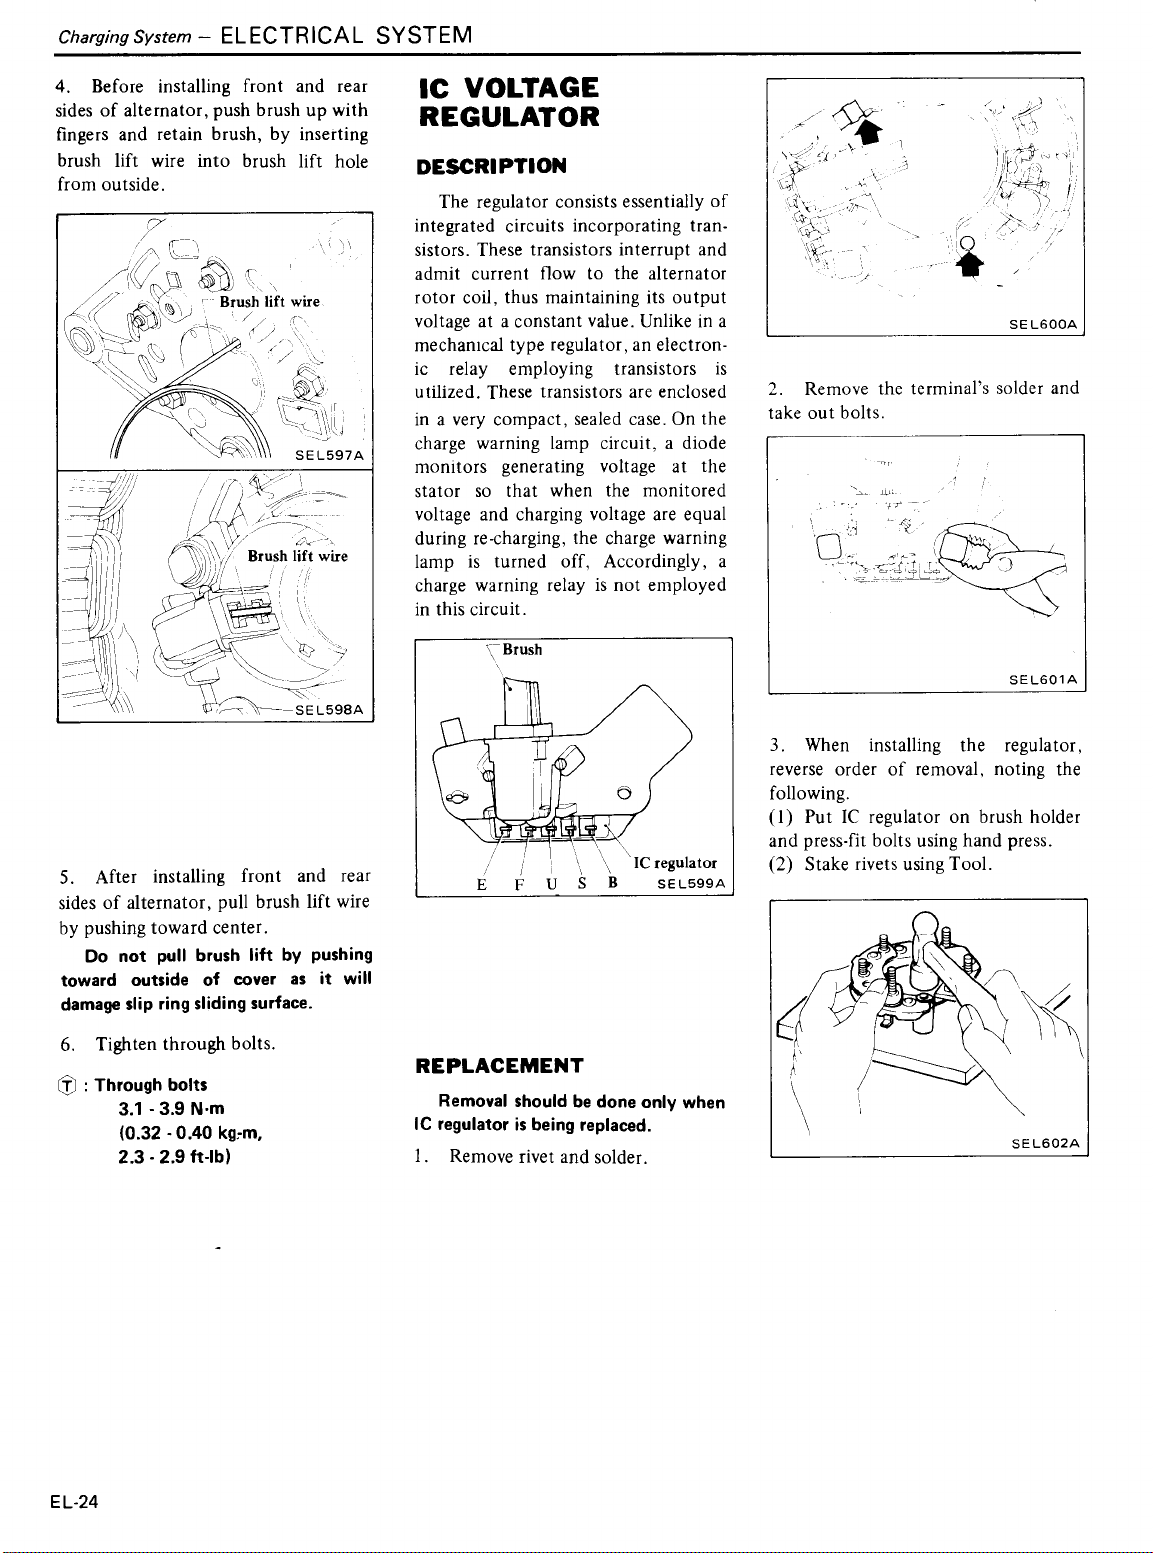 Charging System – ELECTRICAL SYSTEM
4. Before installing front and rear
sides of alternator, push brush up with
fingers and retain brush, by inserting
brush lift wire into brush lift hole
from outside.
Brush lift wire
SEL597A
Brush lift wire
SEL598A
5. After installing front and rear
sides of alternator, pull brush lift wire
by pushing toward center.
Do not pull brush lift by pushing
toward outside of cover as it will
damage slip ring sliding surface.
6. Tighten through bolts.
Ⓣ : Through bolts
3.1 - 3.9 N·m
(0.32 - 0.40 kg-m,
2.3 - 2.9 ft-lb)
IC VOLTAGE
REGULATOR
DESCRIPTION
The regulator consists essentially of
integrated circuits incorporating tran-
sistors. These transistors interrupt and
admit current flow to the alternator
rotor coil, thus maintaining its output
voltage at a constant value. Unlike in a
mechanical type regulator, an electron-
ic relay employing transistors is
utilized. These transistors are enclosed
in a very compact, sealed case. On the
charge warning lamp circuit, a diode
monitors generating voltage at the
stator so that when the monitored
voltage and charging voltage are equal
during re-charging, the charge warning
lamp is turned off, Accordingly, a
charge warning relay is not employed
in this circuit.
Brush
IC regulator
E F U S B SEL599A
REPLACEMENT
Removal should be done only when
IC regulator is being replaced.
1. Remove rivet and solder.
SEL600A
2. Remove the terminal's solder and
take out bolts.
SEL601A
3. When installing the regulator,
reverse order of removal, noting the
following.
(1) Put IC regulator on brush holder
and press-fit bolts using hand press.
(2) Stake rivets using Tool.
SEL602A
EL-24